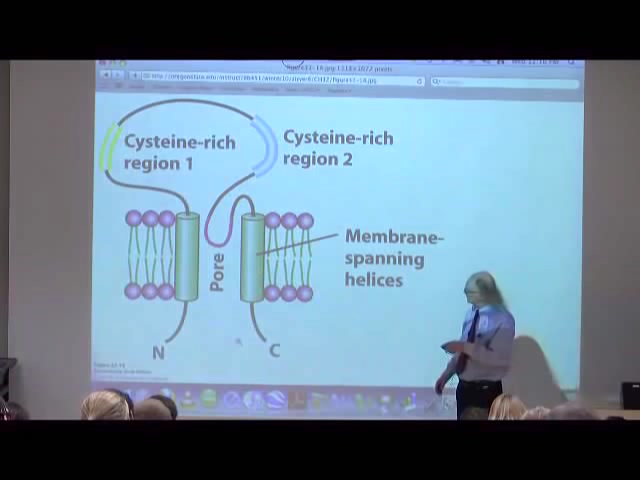 Cysteine-rich
region 1
Cysteine-rich
region 2
Membrane-
spanning
helices
Pore
N
C